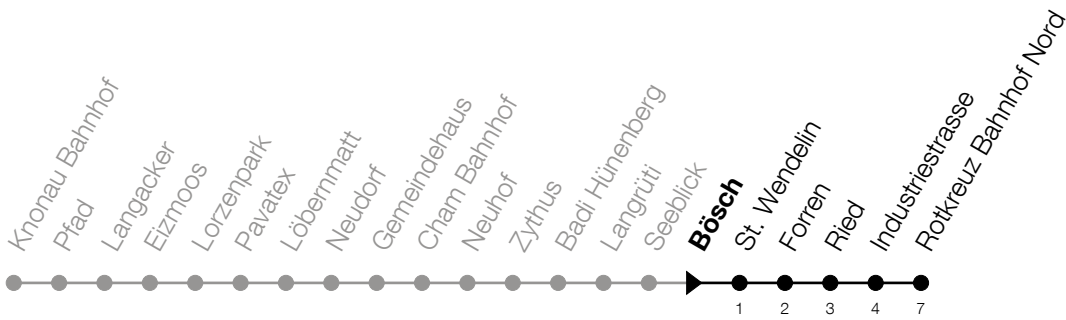 Knonau Bahnhof
Pfad
Langacker
Eizmoos
Lorzenpark
Pavatex
Löbernmatt
Neudorf
Gemeindehaus
Cham Bahnhof
Neuhof
Zythus
Badi Hünenberg
Langrüti
Seeblick
Bösch
St. Wendelin
Forren
Ried
Industriestrasse
Rotkreuz Bahnhof Nord
1 2 3 4 7